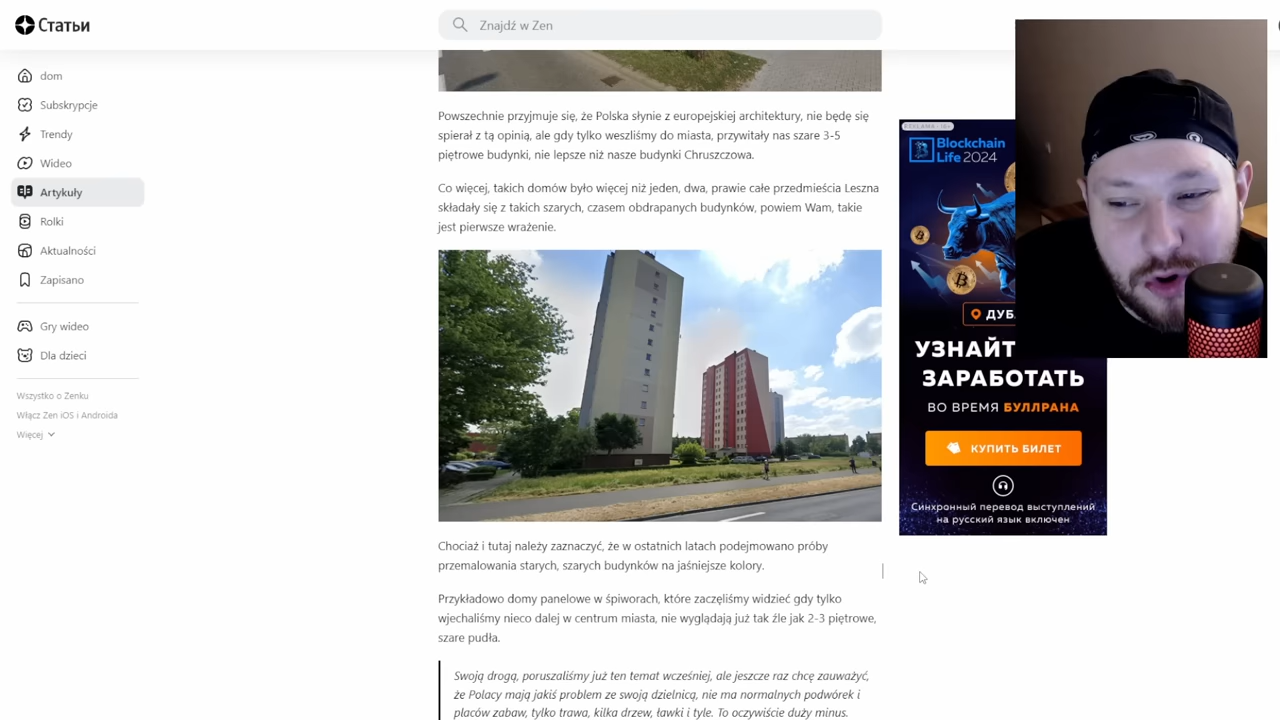 Статьи
Znajdź w Zen
dom
Subskrypcje
Trendy
Wideo
Artykuły
Rolki
Aktualności
Zapisano
Gry wideo
Dla dzieci
Wszystko o Zenku
Włącz Zen iOS i Androida
Więcej
Powszechnie przyjmuje się, że Polska słynie z europejskiej architektury, nie będę się
spierał z tą opinią, ale gdy tylko weszliśmy do miasta, przywitały nas szare 3-5
piętrowe budynki, nie lepsze niż nasze budynki Chruszczowa.
Co więcej, takich domów było więcej niż jeden, dwa, prawie całe przedmieścia Leszna
składały się z takich szarych, czasem obdrapanych budynków, powiem Wam, takie
jest pierwsze wrażenie.
Chociaż i tutaj należy zaznaczyć, że w ostatnich latach podejmowano próby
przemalowania starych, szarych budynków na jaśniejsze kolory.
Przykładowo domy panelowe w śpiworach, które zaczęliśmy widzieć gdy tylko
wjechaliśmy nieco dalej w centrum miasta, nie wyglądają już tak źle jak 2-3 piętrowe,
szare pudła.
Swoją drogą, poruszaliśmy już ten temat wcześniej, ale jeszcze raz chcę zauważyć,
że Polacy mają jakiś problem ze swoją dzielnicą, nie ma normalnych podwórek i
placów zabaw, tylko trawa, kilka drzew, ławki i tyle. To oczywiście duży minus.
Blockchain
Life 2024
ДУБ
УЗНАЙТ
ЗАРАБОТАТЬ
ВО ВРЕМЯ БУЛЛРАНА
КУПИТЬ БИЛЕТ
Синхронный перевод выступлений
на русский язык включен